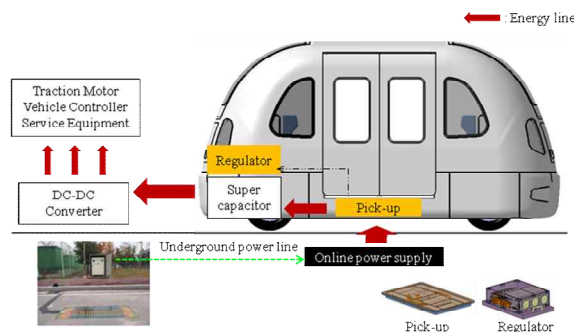 : Energy line
Traction Motor
Vehicle Controller
Service Equipment
Regulator
Super
capacitor
DC-DC
Converter
Pick-up
Underground power line
Online power supply
Pick-up
Regulator